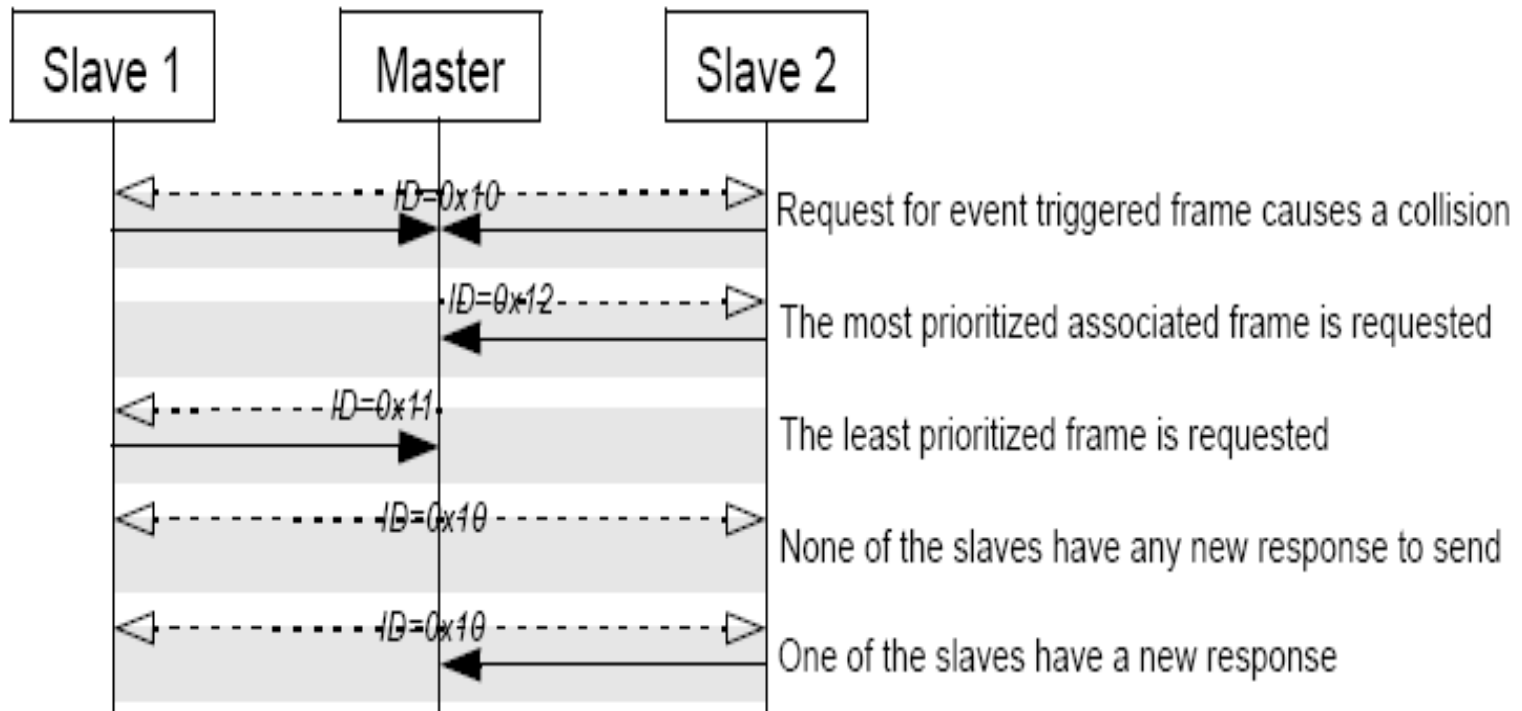 Slave 1
Master
Slave 2
ID=0x10
Request for event triggered frame causes a collision
ID=0x12
The most prioritized associated frame is requested
ID=0x11
The least prioritized frame is requested
ID=0x10
None of the slaves have any new response to send
ID=0x10
One of the slaves have a new response